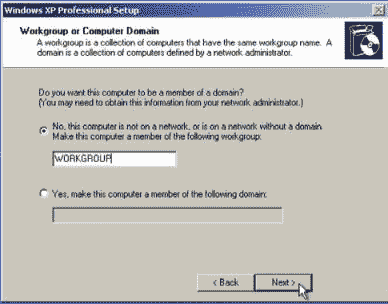 Windows XP Professional Setup
Workgroup or Computer Domain
A workgroup is a collection of computers that have the same workgroup name. A
domain is a collection of computers defined by a network administrator.
Do you want this computer to be a member of a domain?
(You may need to obtain this information from your network administrator.)
No, this computer is not on a network, or is on a network without a domain.
Make this computer a member of the following workgroup:
WORKGROUP
Yes, make this computer a member of the following domain:
< Back
Next >